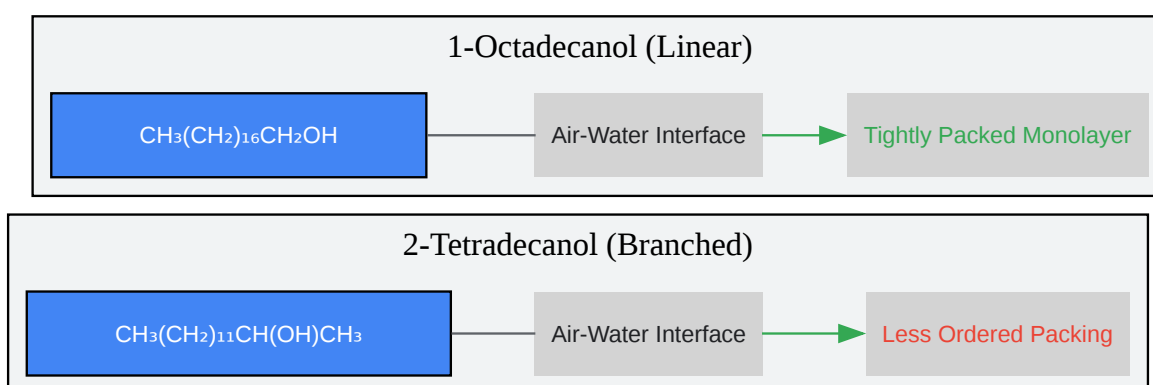 1-Octadecanol (Linear)
CH₃(CH₂)₁₆CH₂OH
Air-Water Interface
Tightly Packed Monolayer
2-Tetradecanol (Branched)
CH₃(CH₂)₁₁CH(OH)CH₃
Air-Water Interface
Less Ordered Packing